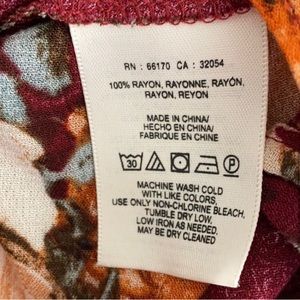 RN : 66170 CA : 32054
100% RAYON, RAYONNE, RAYÓN,
RAYON, REYON
MADE IN CHINA/
HECHO EN CHINA/
FABRIQUE EN CHINE
30 P
MACHINE WASH COLD
WITH LIKE COLORS,
USE ONLY NON-CHLORINE BLEACH,
TUMBLE DRY LOW,
LOW IRON AS NEEDED.
MAY BE DRY CLEANED